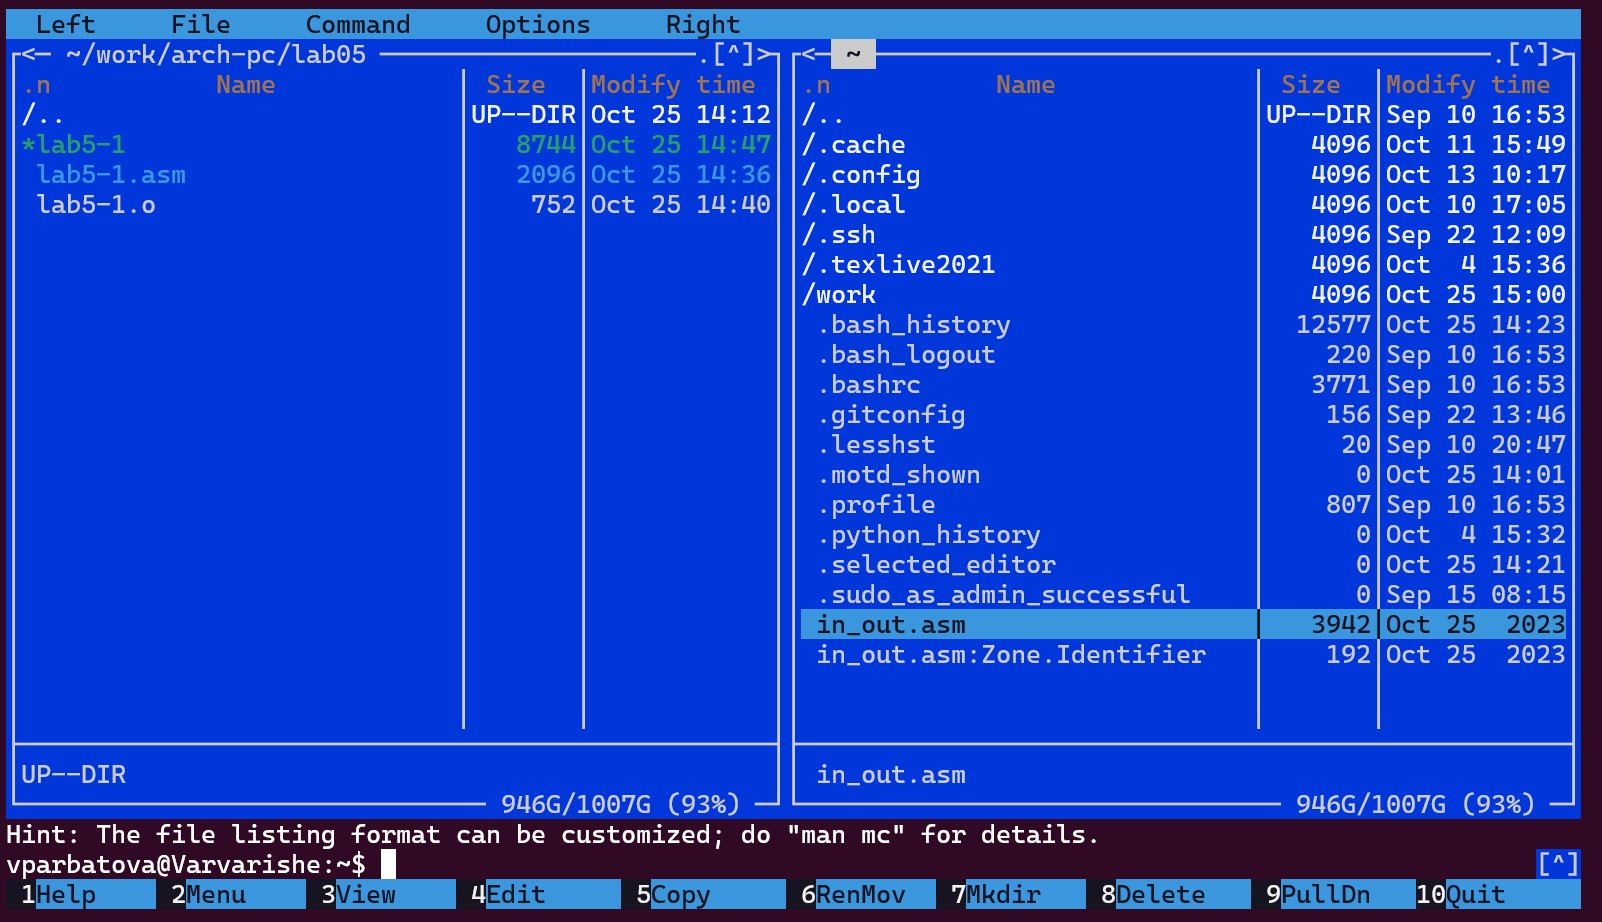 Left File Command Options Right
<— ~/work/arch-pc/lab05 .[^]>
.n Name Size Modify time
/.. UP--DIR Oct 25 14:12
*lab5-1 8744 Oct 25 14:47
lab5-1.asm 2096 Oct 25 14:36
lab5-1.o 752 Oct 25 14:40
UP--DIR
946G/1007G (93%)
<— ~ .[^]>
.n Name Size Modify time
/.. UP--DIR Sep 10 16:53
/.cache 4096 Oct 11 15:49
/.config 4096 Oct 13 10:17
/.local 4096 Oct 10 17:05
/.ssh 4096 Sep 22 12:09
/.texlive2021 4096 Oct 4 15:36
/work 4096 Oct 25 15:00
.bash_history 12577 Oct 25 14:23
.bash_logout 220 Sep 10 16:53
.bashrc 3771 Sep 10 16:53
.gitconfig 156 Sep 22 13:46
.lesshst 20 Sep 10 20:47
.motd_shown 0 Oct 25 14:01
.profile 807 Sep 10 16:53
.python_history 0 Oct 4 15:32
.selected_editor 0 Oct 25 14:21
.sudo_as_admin_successful 0 Sep 15 08:15
in_out.asm 3942 Oct 25 2023
in_out.asm:Zone.Identifier 192 Oct 25 2023
in_out.asm
946G/1007G (93%)
Hint: The file listing format can be customized; do "man mc" for details.
vparbatova@Varvarishe:~$ [^]
1Help 2Menu 3View 4Edit 5Copy 6RenMov 7Mkdir 8Delete 9PullDn 10Quit